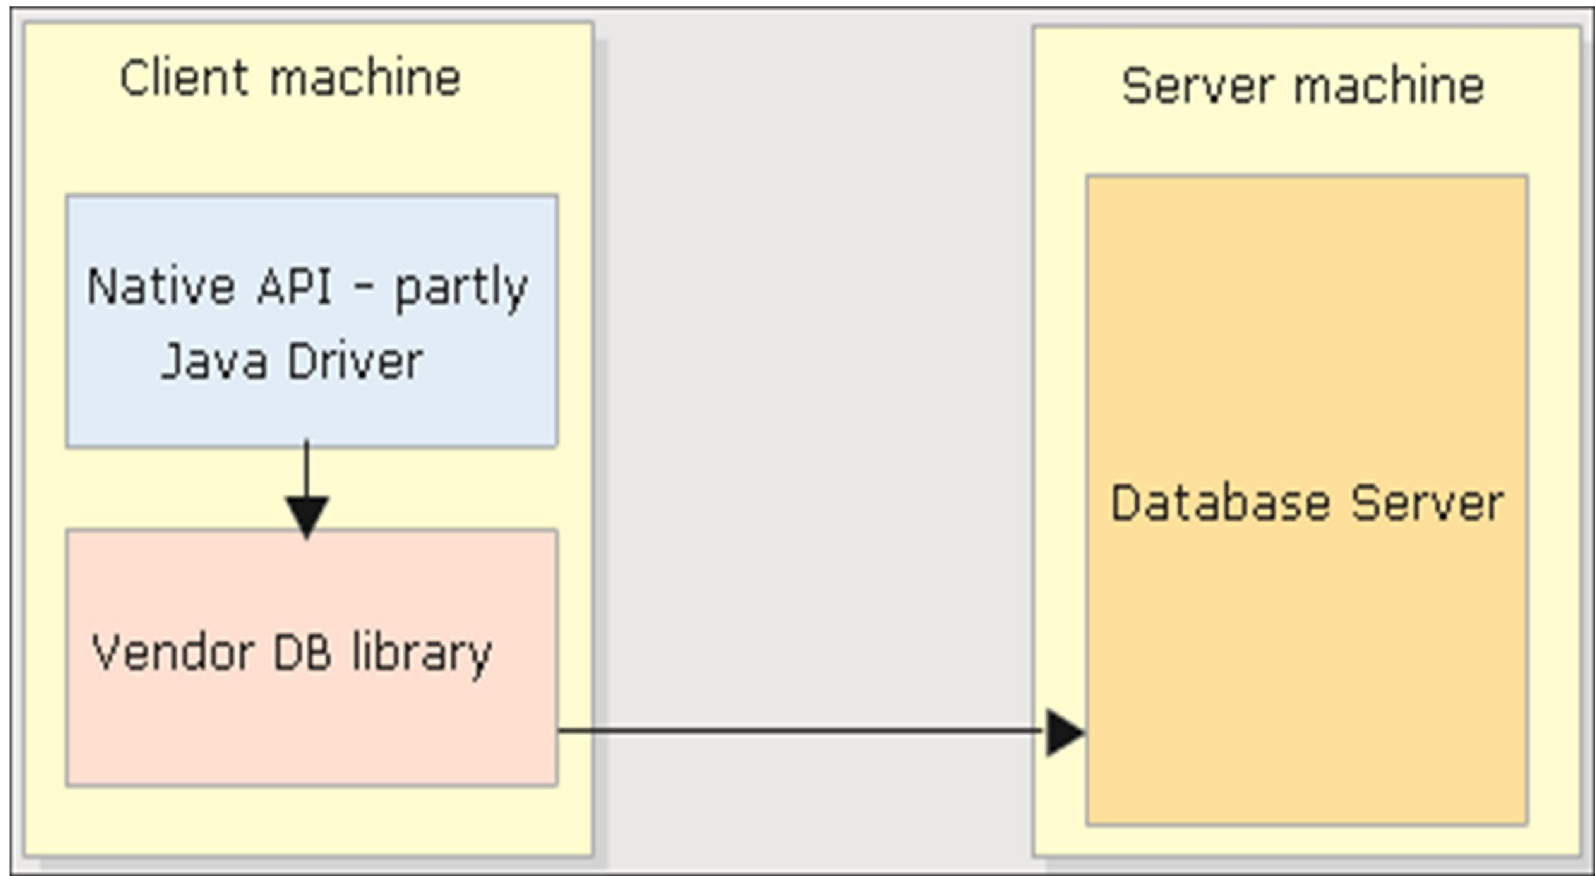 Client machine
Native API - partly
Java Driver
Vendor DB library
Server machine
Database Server